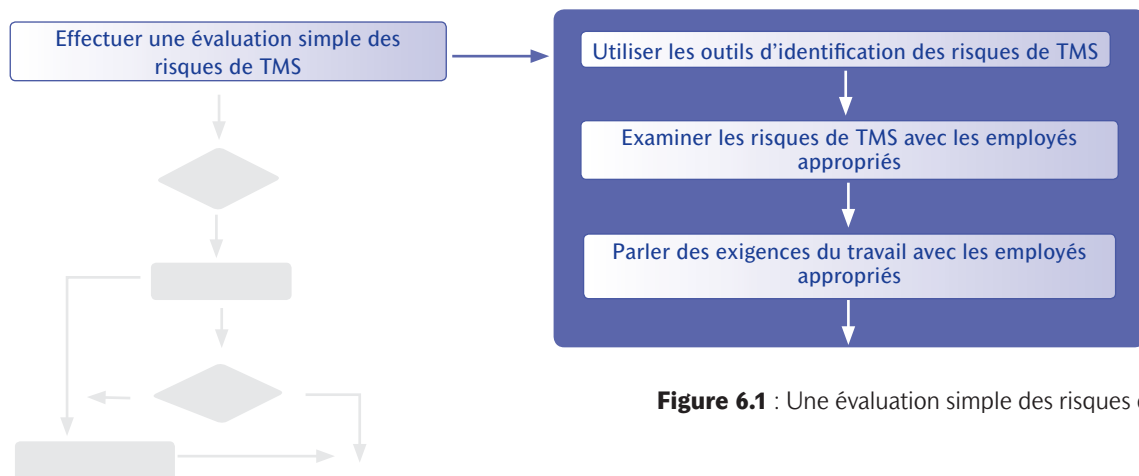 Effectuer une évaluation simple des
risques de TMS
Utiliser les outils d’identification des risques de TMS
Examiner les risques de TMS avec les employés
appropriés
Parler des exigences du travail avec les employés
appropriés
Figure 6.1 : Une évaluation simple des risques